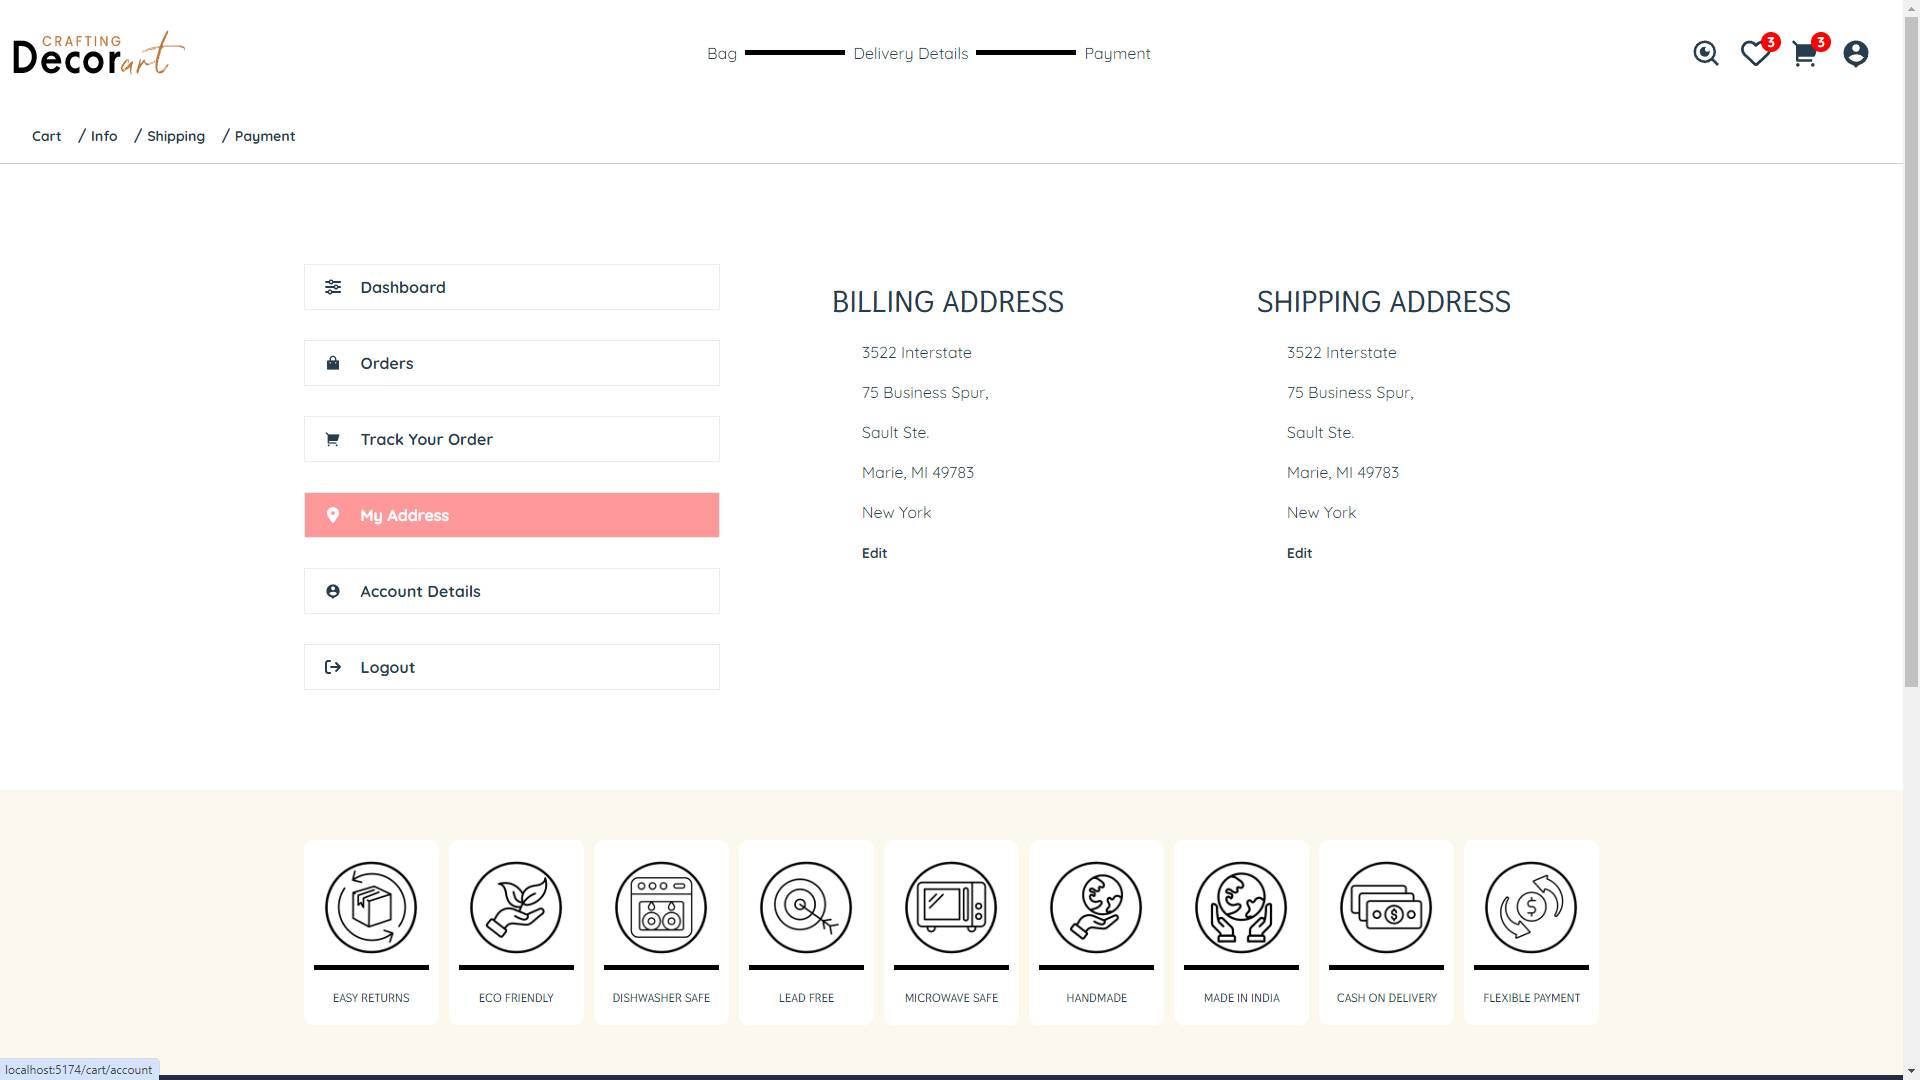 CRAFTING
Decorart
Bag Delivery Details Payment
3 3
Cart / Info / Shipping / Payment
Dashboard
Orders
Track Your Order
My Address
Account Details
Logout
BILLING ADDRESS
3522 Interstate
75 Business Spur,
Sault Ste.
Marie, MI 49783
New York
Edit
SHIPPING ADDRESS
3522 Interstate
75 Business Spur,
Sault Ste.
Marie, MI 49783
New York
Edit
EASY RETURNS
ECO FRIENDLY
DISHWASHER SAFE
LEAD FREE
MICROWAVE SAFE
HANDMADE
MADE IN INDIA
CASH ON DELIVERY
FLEXIBLE PAYMENT
localhost:5174/cart/account